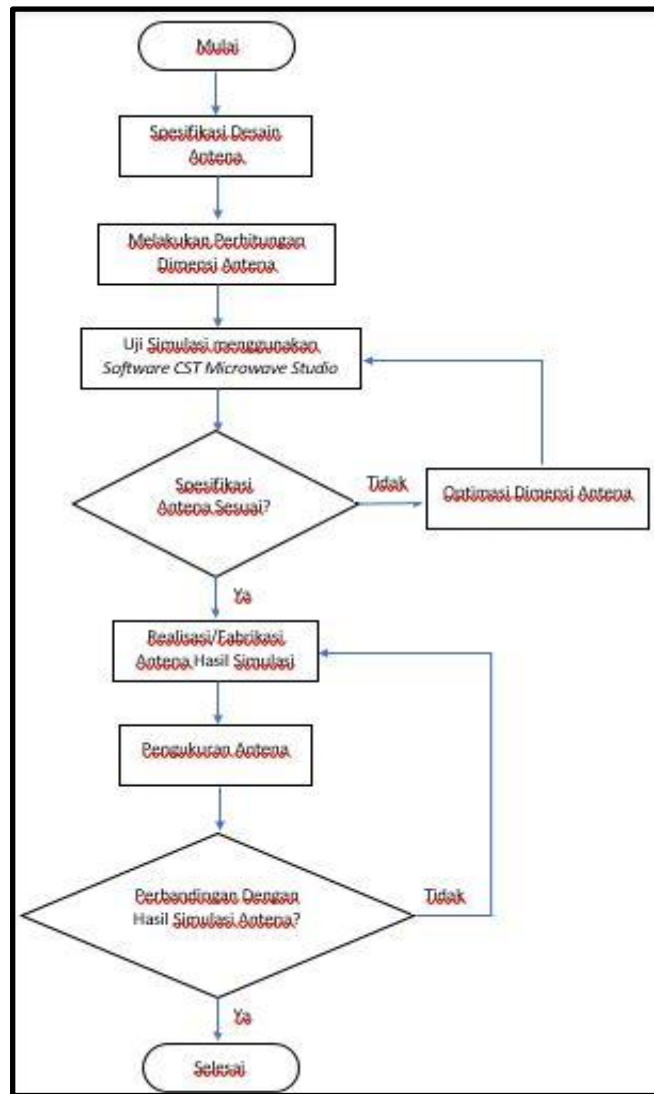 Mulai
Spesifikasi Desain
Antena
Melakukan Perhitungan
Dimensi Antena
Uji Simulasi menggunakan
Software CST Microwave Studio
Spesifikasi
Antena Sesuai?
Tidak
Optimasi Dimensi Antena
Ya
Realisasi/Fabrikasi
Antena Hasil Simulasi
Pengukuran Antena
Perbandingan Dengan
Hasil Simulasi Antena?
Tidak
Ya
Selesai